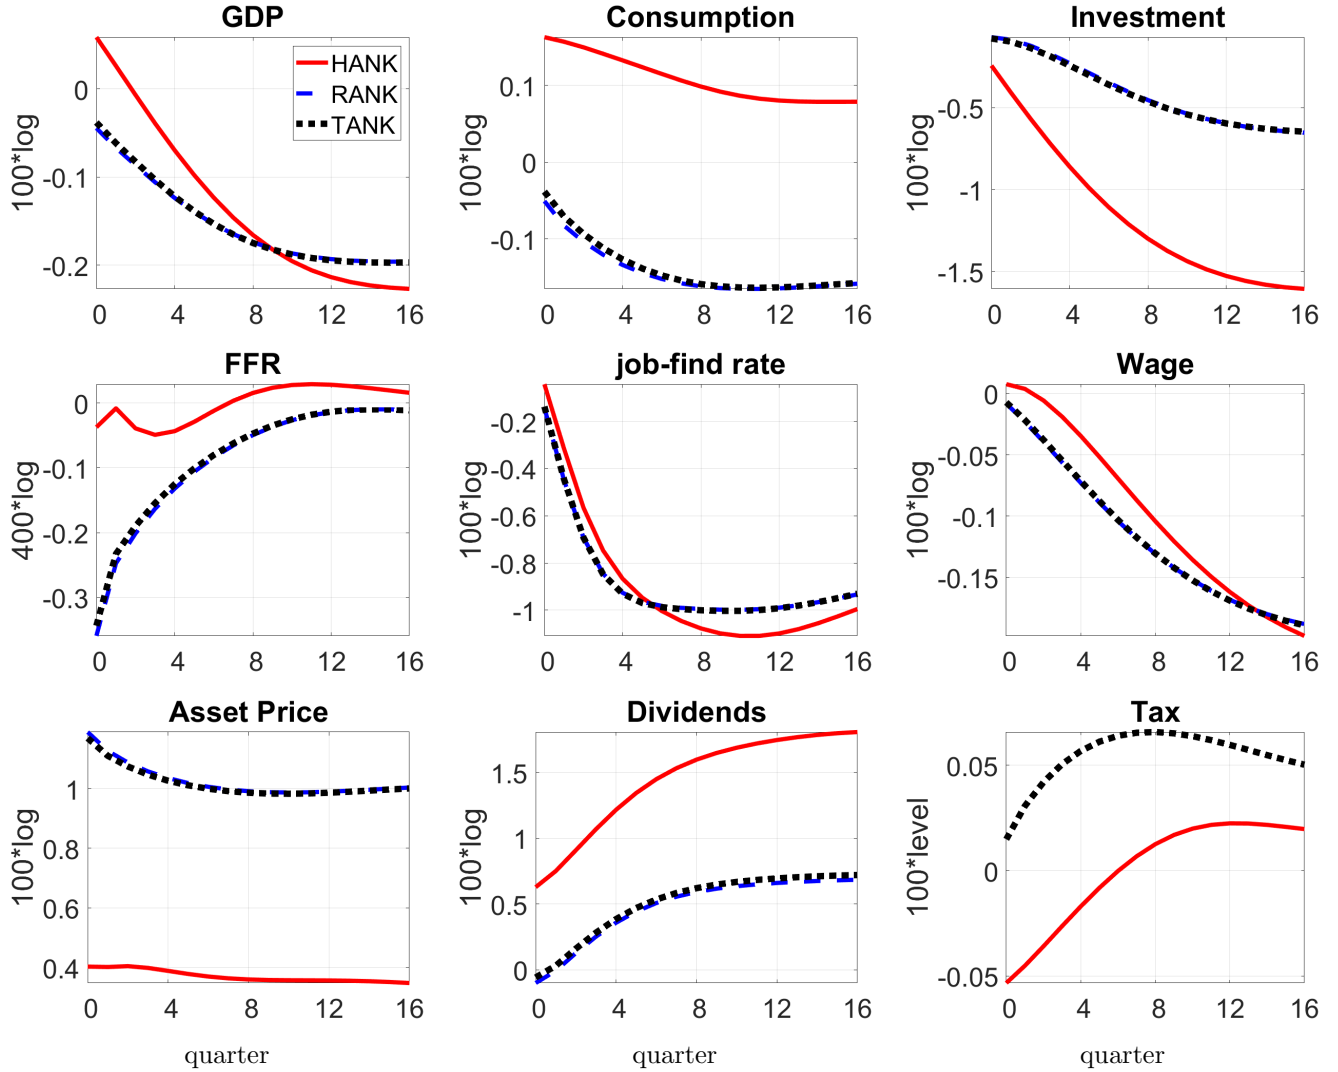 GDP
Consumption
Investment
HANK
RANK
TANK
0
-0.1
-0.2
100*log
0 4 8 12 16
0.1
0
-0.1
100*log
0 4 8 12 16
-0.5
-1
-1.5
100*log
0 4 8 12 16
FFR
job-find rate
Wage
0
-0.1
-0.2
-0.3
400*log
0 4 8 12 16
-0.2
-0.4
-0.6
-0.8
-1
100*log
0 4 8 12 16
0
-0.05
-0.1
-0.15
100*log
0 4 8 12 16
Asset Price
Dividends
Tax
1
0.8
0.6
0.4
100*log
0 4 8 12 16
1.5
1
0.5
0
100*log
0 4 8 12 16
0.05
0
-0.05
100*level
0 4 8 12 16
quarter
quarter
quarter